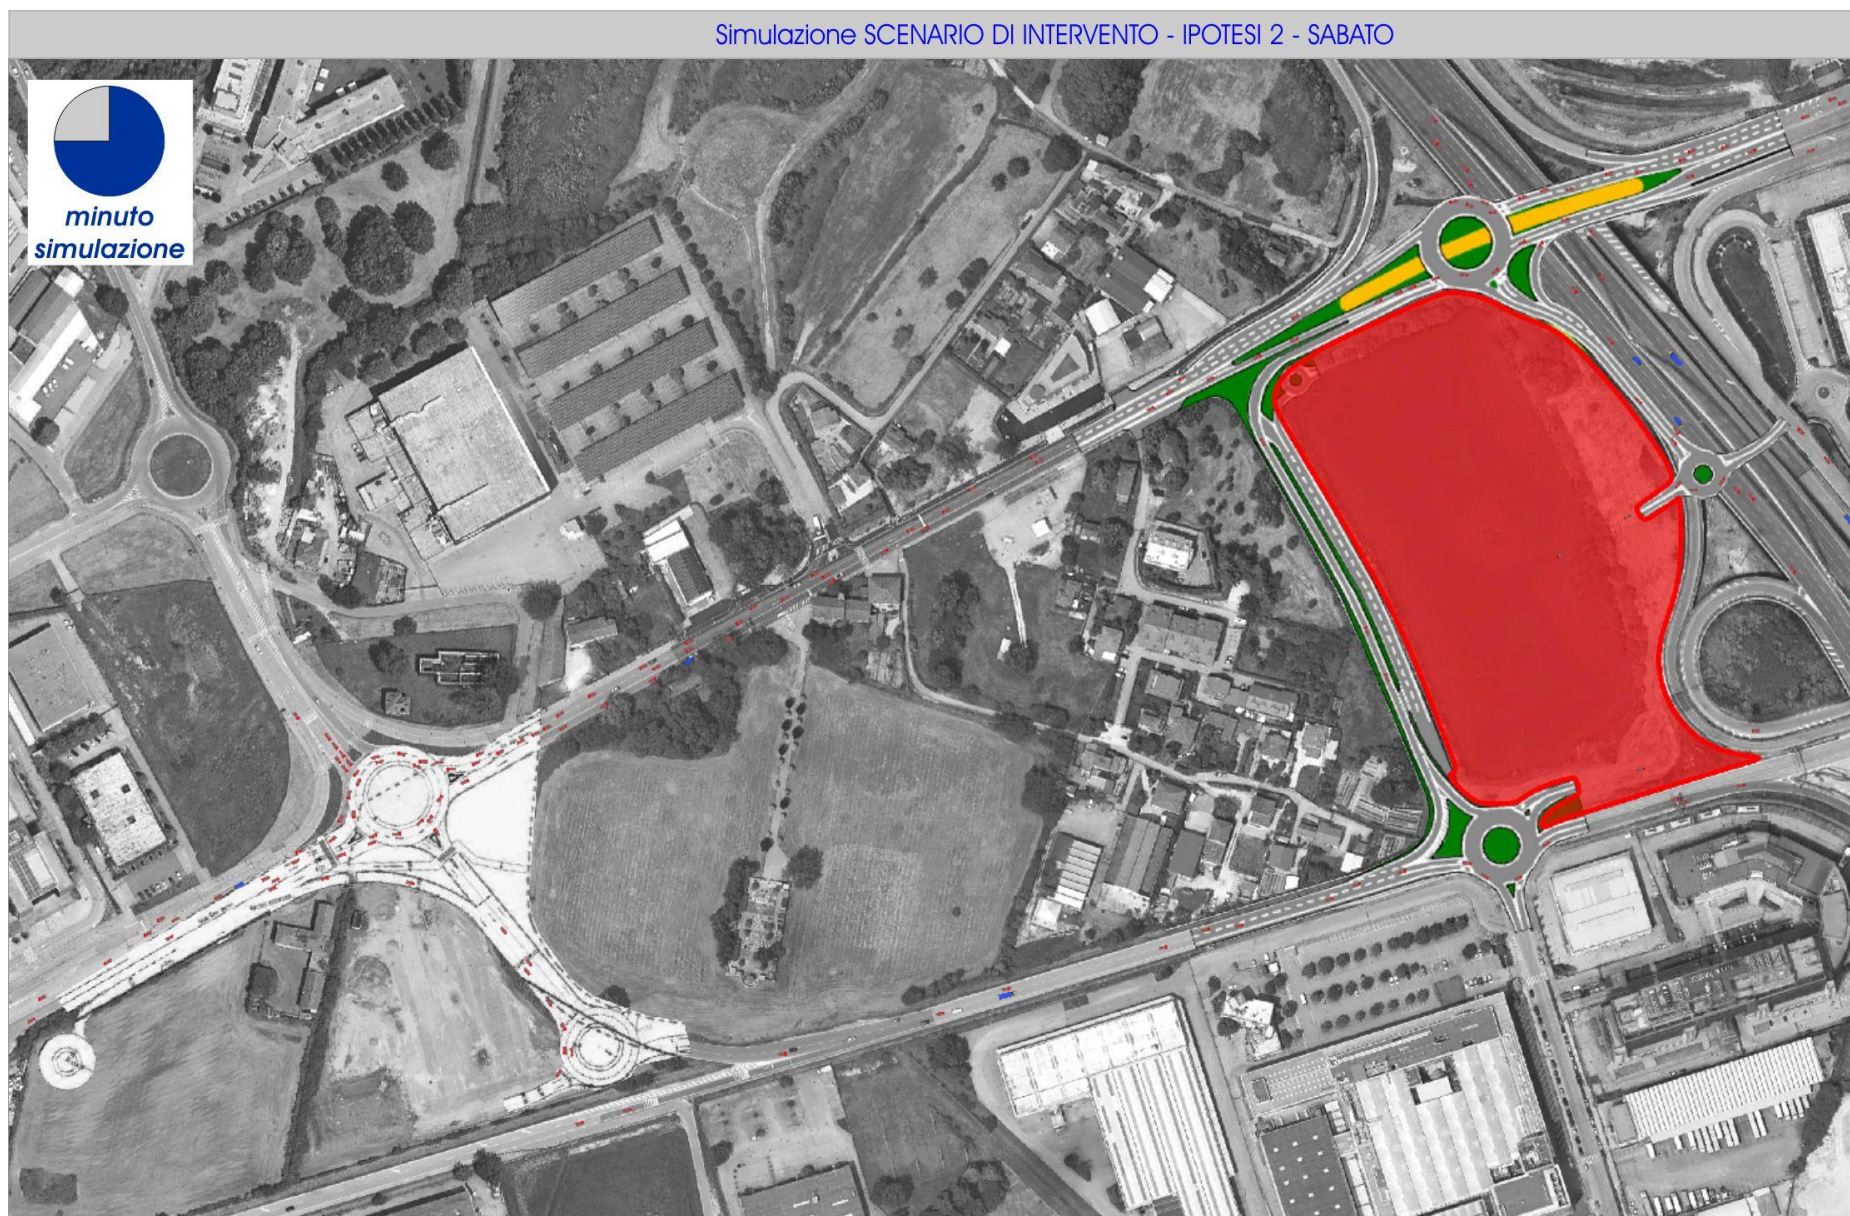 Simulazione SCENARIO DI INTERVENTO - IPOTESI 2 - SABATO
minuto
simulazione